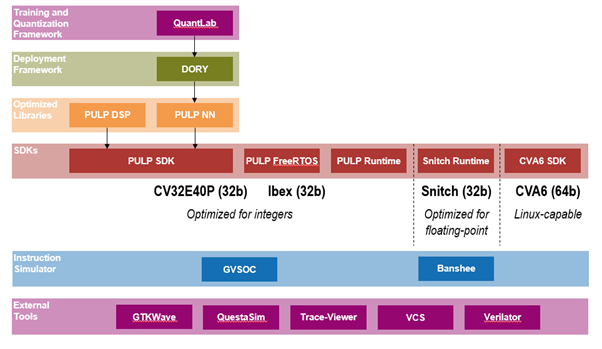 Training and
Quantization
Framework
QuantLab
Deployment
Framework
DORY
Optimized
Libraries
PULP DSP
PULP NN
SDKs
PULP SDK
PULP FreeRTOS
PULP Runtime
Snitch Runtime
CVA6 SDK
CV32E40P (32b)
Ibex (32b)
Snitch (32b)
CVA6 (64b)
Optimized for integers
Optimized for
floating-point
Linux-capable
Instruction
Simulator
GVSOC
Banshee
External
Tools
GTKWave
QuestaSim
Trace-Viewer
VCS
Verilator